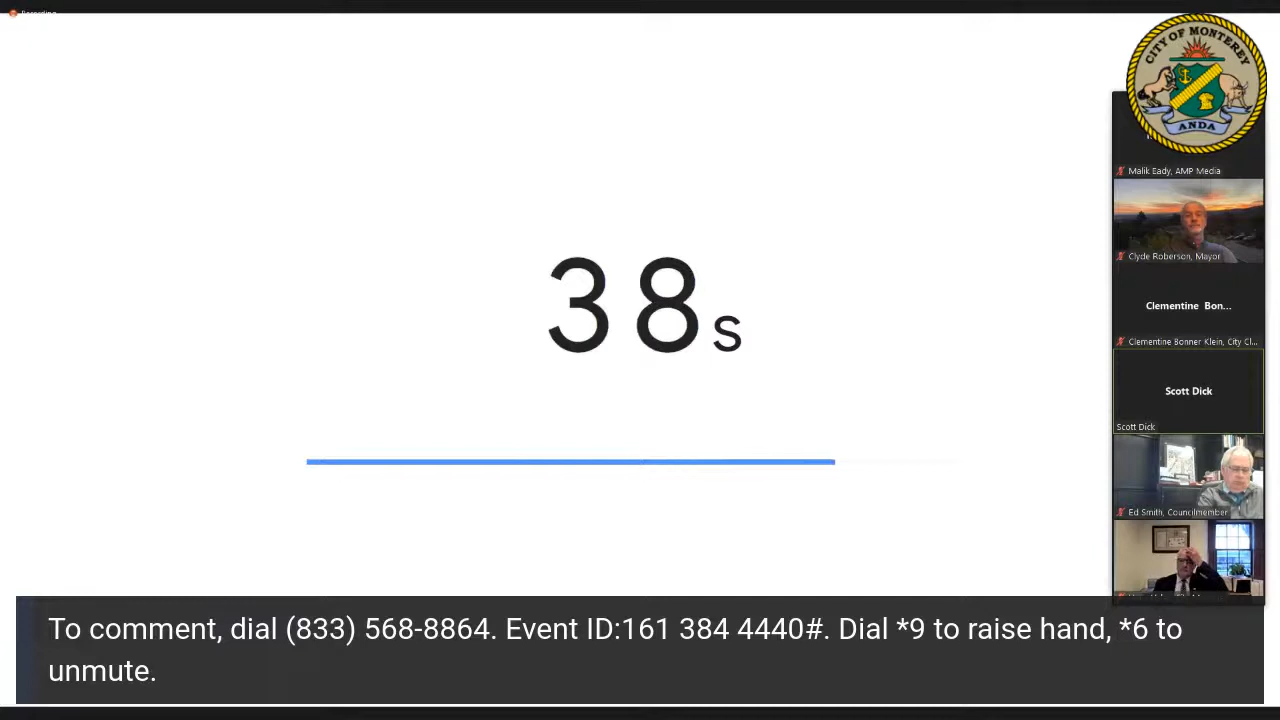 Recording
CITY OF MONTEREY
ANDA
Malik Eady, AMP Media
38s
Clyde Roberson, Mayor
Clementine Bon...
Clementine Bonner Klein, City Cl...
Scott Dick
Scott Dick
Ed Smith, Councilmember
To comment, dial (833) 568-8864. Event ID:161 384 4440#. Dial *9 to raise hand, *6 to
unmute.